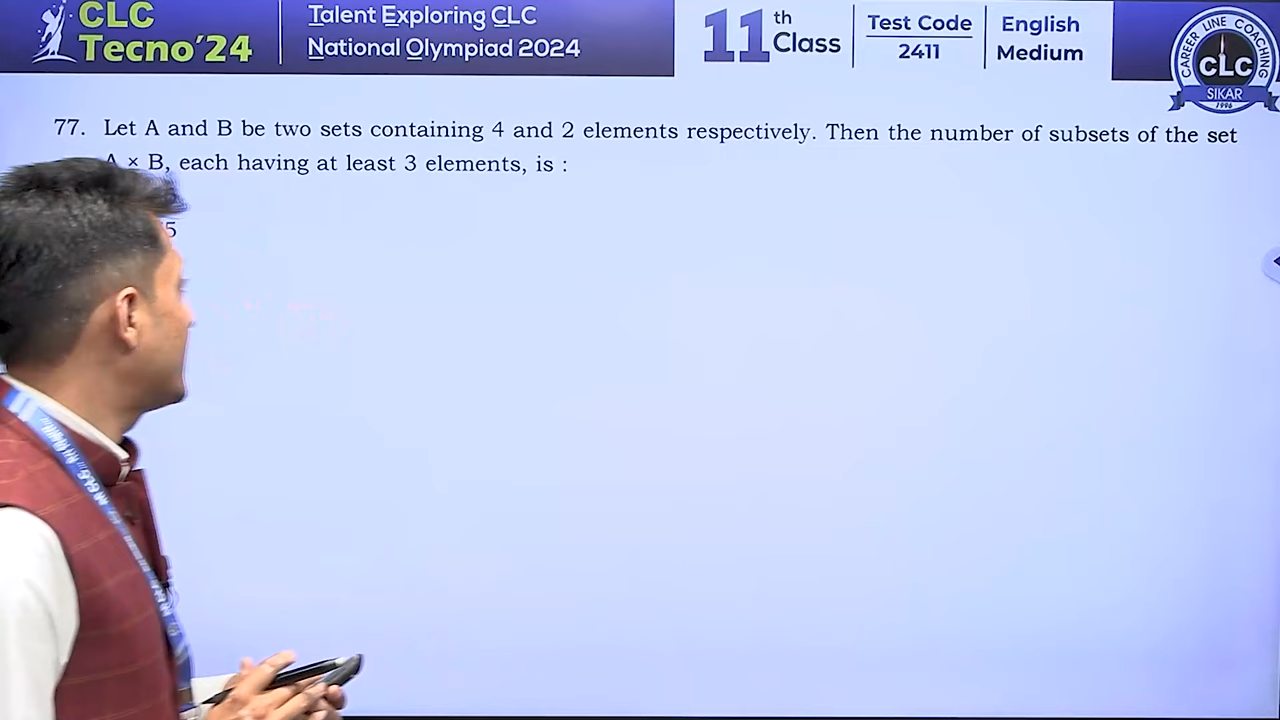 CLC
Tecno'24
Talent Exploring CLC
National Olympiad 2024
11th Class
Test Code
2411
English
Medium
CAREER LINE COACHING
CLC
SIKAR
1996
77. Let A and B be two sets containing 4 and 2 elements respectively. Then the number of subsets of the set
A × B, each having at least 3 elements, is :
5